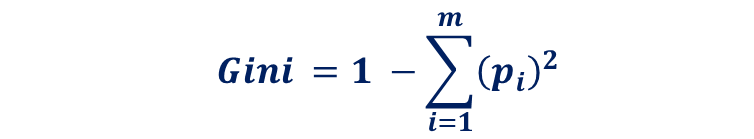 Gini = 1 − ∑_{i=1}^{m} (p_i)^2